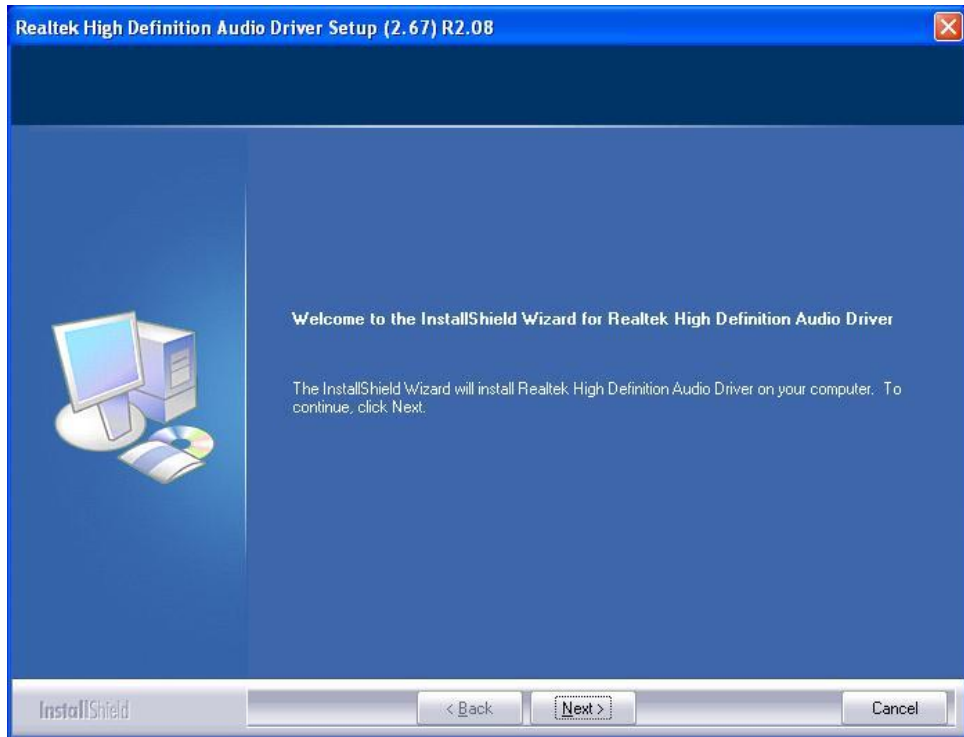 Realtek High Definition Audio Driver Setup (2.67) R2.08
Welcome to the InstallShield Wizard for Realtek High Definition Audio Driver
The InstallShield Wizard will install Realtek High Definition Audio Driver on your computer. To
continue, click Next.
InstallShield
< Back
Next >
Cancel